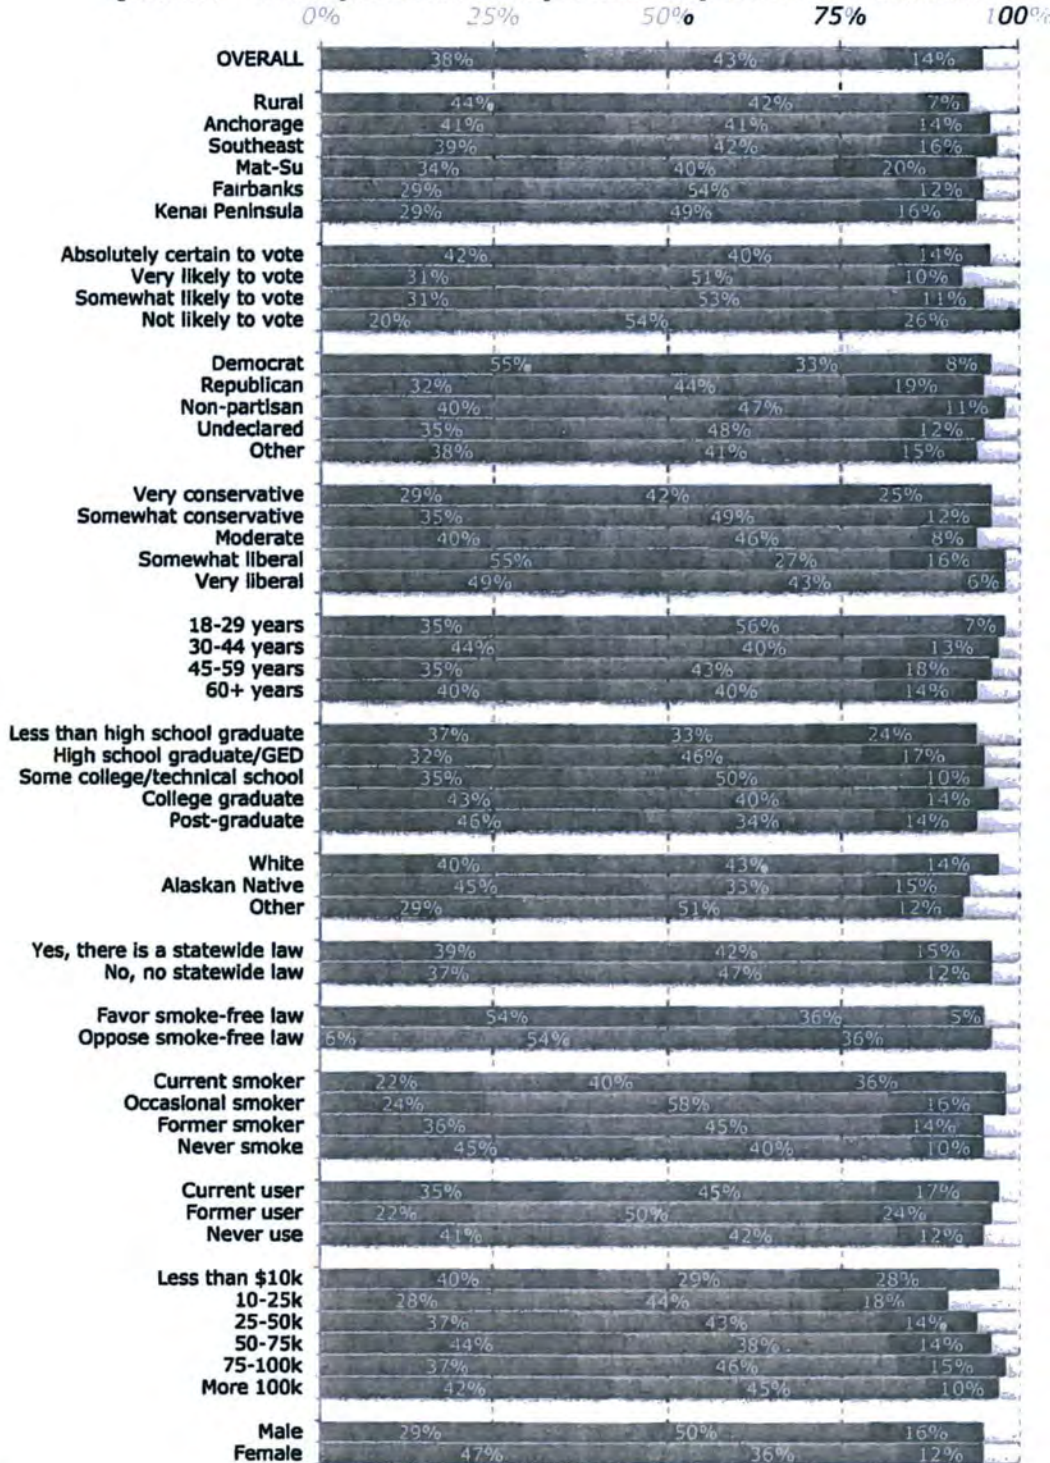 0% 25% 50% 75% 100%
OVERALL 38% 43% 14%
Rural 44% 42% 7%
Anchorage 41% 41% 14%
Southeast 39% 42% 16%
Mat-Su 34% 40% 20%
Fairbanks 29% 54% 12%
Kenai Peninsula 29% 49% 16%
Absolutely certain to vote 42% 40% 14%
Very likely to vote 31% 51% 10%
Somewhat likely to vote 31% 53% 11%
Not likely to vote 20% 54% 26%
Democrat 55% 33% 8%
Republican 32% 44% 19%
Non-partisan 40% 47% 11%
Undeclared 35% 48% 12%
Other 38% 41% 15%
Very conservative 29% 42% 25%
Somewhat conservative 35% 49% 12%
Moderate 40% 46% 8%
Somewhat liberal 55% 27% 16%
Very liberal 49% 43% 6%
18-29 years 35% 56% 7%
30-44 years 44% 40% 13%
45-59 years 35% 43% 18%
60+ years 40% 40% 14%
Less than high school graduate 37% 33% 24%
High school graduate/GED 32% 46% 17%
Some college/technical school 35% 50% 10%
College graduate 43% 40% 14%
Post-graduate 46% 34% 14%
White 40% 43% 14%
Alaskan Native 45% 33% 15%
Other 29% 51% 12%
Yes, there is a statewide law 39% 42% 15%
No, no statewide law 37% 47% 12%
Favor smoke-free law 54% 36% 5%
Oppose smoke-free law 6% 54% 36%
Current smoker 22% 40% 36%
Occasional smoker 24% 58% 16%
Former smoker 36% 45% 14%
Never smoke 45% 40% 10%
Current user 35% 45% 17%
Former user 22% 50% 24%
Never use 41% 42% 12%
Less than $10k 40% 29% 28%
10-25k 28% 44% 18%
25-50k 37% 43% 14%
50-75k 44% 38% 14%
75-100k 37% 46% 15%
More 100k 42% 45% 10%
Male 29% 50% 16%
Female 47% 36% 12%